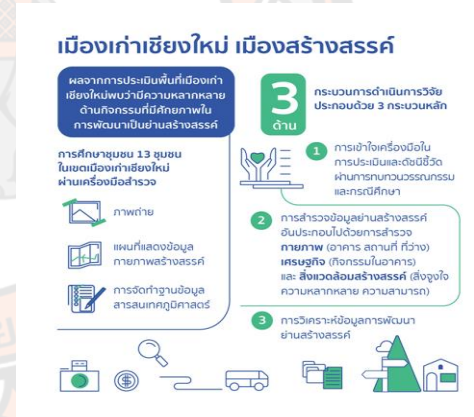 เมืองเก่าเชียงใหม่ เมืองสร้างสรรค์
ผลจากการประเมินพื้นที่เมืองเก่า
เชียงใหม่พบว่ามีความหลากหลาย
ด้านกิจกรรมที่มีศักยภาพใน
การพัฒนาเป็นย่านสร้างสรรค์
การศึกษาชุมชน 13 ชุมชน
ในเขตเมืองเก่าเชียงใหม่
ผ่านเครื่องมือสำรวจ
ภาพถ่าย
แผนที่แสดงข้อมูล
กายภาพสร้างสรรค์
การจัดทำฐานข้อมูล
สารสนเทศภูมิศาสตร์
3
ด้าน
กระบวนการดำเนินการวิจัย
ประกอบด้วย 3 กระบวนหลัก
1 การเข้าใจเครื่องมือใน
การประเมินและดัชนีชี้วัด
ผ่านการทบทวนวรรณกรรม
และกรณีศึกษา
2 การสำรวจข้อมูลย่านสร้างสรรค์
อันประกอบไปด้วยการสำรวจ
กายภาพ (อาคาร สถานที่ ที่ว่าง)
เศรษฐกิจ (กิจกรรมในอาคาร)
และ สิ่งแวดล้อมสร้างสรรค์ (สิ่งจูงใจ
ความหลากหลาย ความสามารถ)
3 การวิเคราะห์ข้อมูลการพัฒนา
ย่านสร้างสรรค์